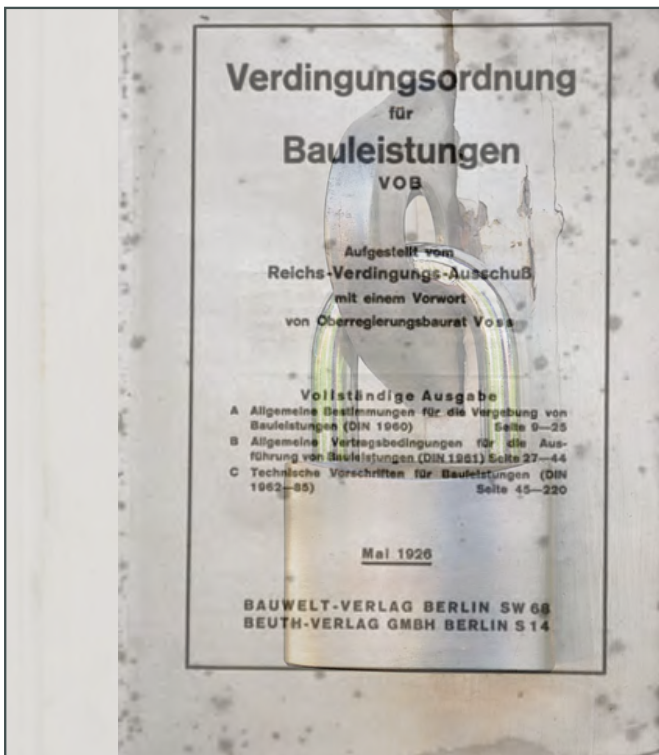 Verdingungsordnung
für
Bauleistungen
VOB
Aufgestellt vom
Reichs-Verdingungs-Ausschuß
mit einem Vorwort
von Oberregierungsbaurat Voss
Vollständige Ausgabe
A Allgemeine Bestimmungen für die Vergebung von
Bauleistungen (DIN 1960) Seite 9—25
B Allgemeine Vertragsbedingungen für die Aus-
führung von Bauleistungen (DIN 1961) Seite 27—44
C Technische Vorschriften für Bauleistungen (DIN
1962—85) Seite 45—220
Mai 1926
BAUWELT-VERLAG BERLIN SW 68
BEUTH-VERLAG GMBH BERLIN S 14